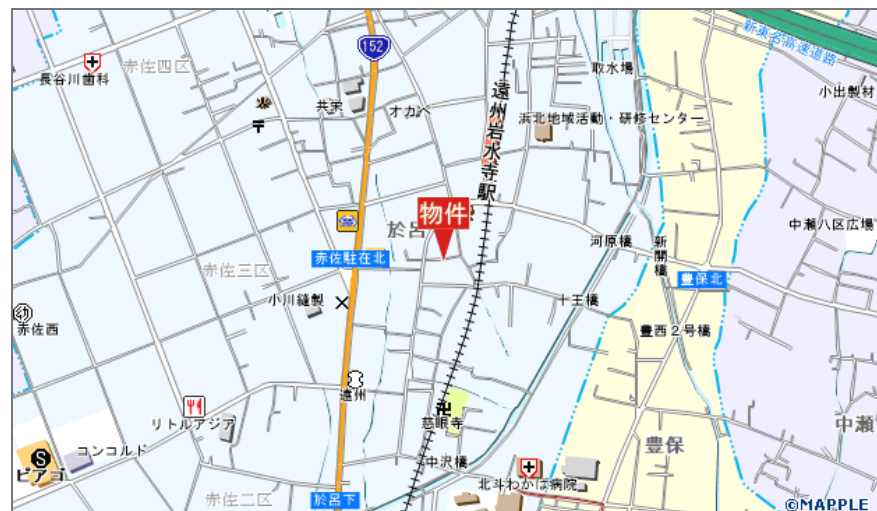 152
新東名高速道路
赤佐四区
長谷川歯科
取水場
小出製材
共栄
オカベ
遠州岩水寺駅
浜北地域活動・研修センター
物件
於呂
中瀬八区広場
河原橋
新開橋
赤佐駐在北
赤佐三区
豊保北
小川縫製
十王橋
幼
赤佐西
豊西2号橋
遠州
リトルアジア
慈眼寺
中瀬
豊保
コンコルド
S
ピアゴ
中沢橋
北斗わかば病院
赤佐二区
於呂下
©MAPPLE